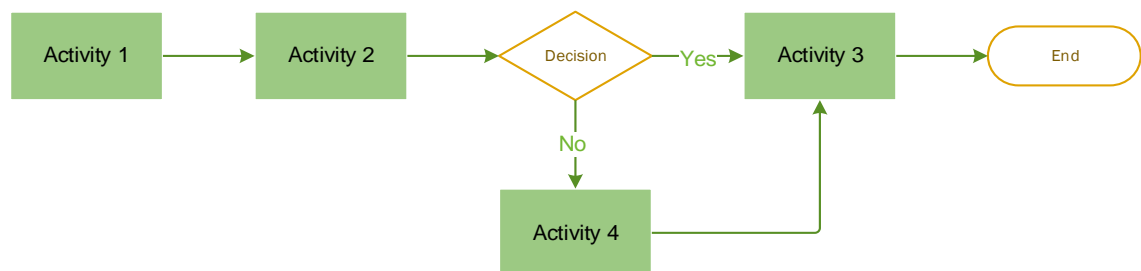 Activity 1
Activity 2
Decision
Yes
Activity 3
End
No
Activity 4